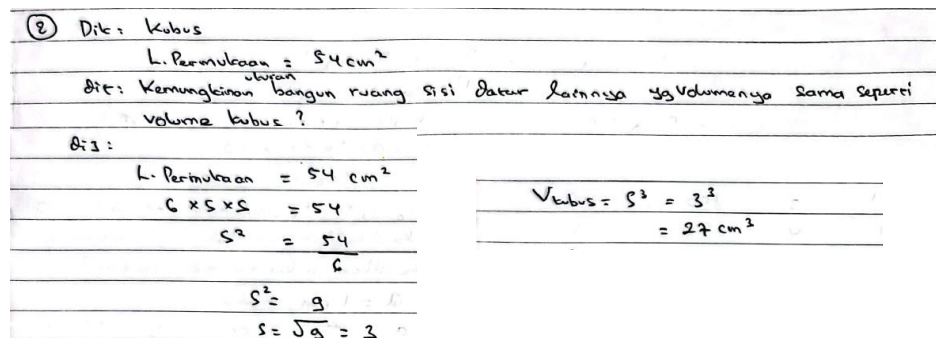 ② Dik : Kubus
L. Permukaan = 54 cm²
ukuran
dit : Kemungkinan bangun ruang sisi datar lainnya yg volumenya sama seperti
volume kubus ?
dij :
L. Permukaan = 54 cm²
6 × s × s = 54
s² = 54/6
s² = 9
s = √9 = 3
V kubus = s³ = 3³
= 27 cm³